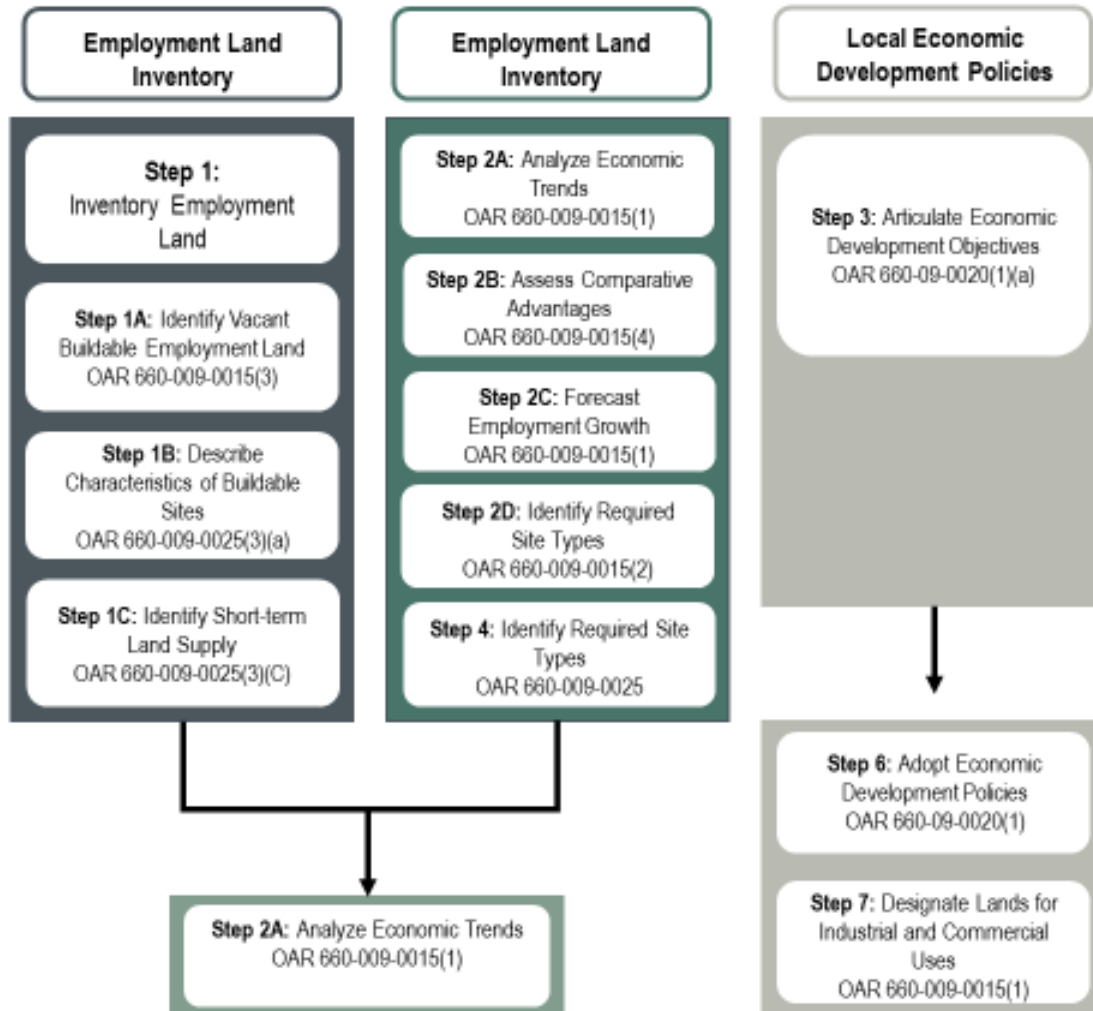 Employment Land
Inventory
Step 1:
Inventory Employment
Land
Step 1A: Identify Vacant
Buildable Employment Land
OAR 660-009-0015(3)
Step 1B: Describe
Characteristics of Buildable
Sites
OAR 660-009-0025(3)(a)
Step 1C: Identify Short-term
Land Supply
OAR 660-009-0025(3)(C)
Employment Land
Inventory
Step 2A: Analyze Economic
Trends
OAR 660-009-0015(1)
Step 2B: Assess Comparative
Advantages
OAR 660-009-0015(4)
Step 2C: Forecast
Employment Growth
OAR 660-009-0015(1)
Step 2D: Identify Required
Site Types
OAR 660-009-0015(2)
Step 4: Identify Required Site
Types
OAR 660-009-0025
Step 2A: Analyze Economic Trends
OAR 660-009-0015(1)
Local Economic
Development Policies
Step 3: Articulate Economic
Development Objectives
OAR 660-09-0020(1)(a)
Step 6: Adopt Economic
Development Policies
OAR 660-09-0020(1)
Step 7: Designate Lands for
Industrial and Commercial
Uses
OAR 660-009-0015(1)